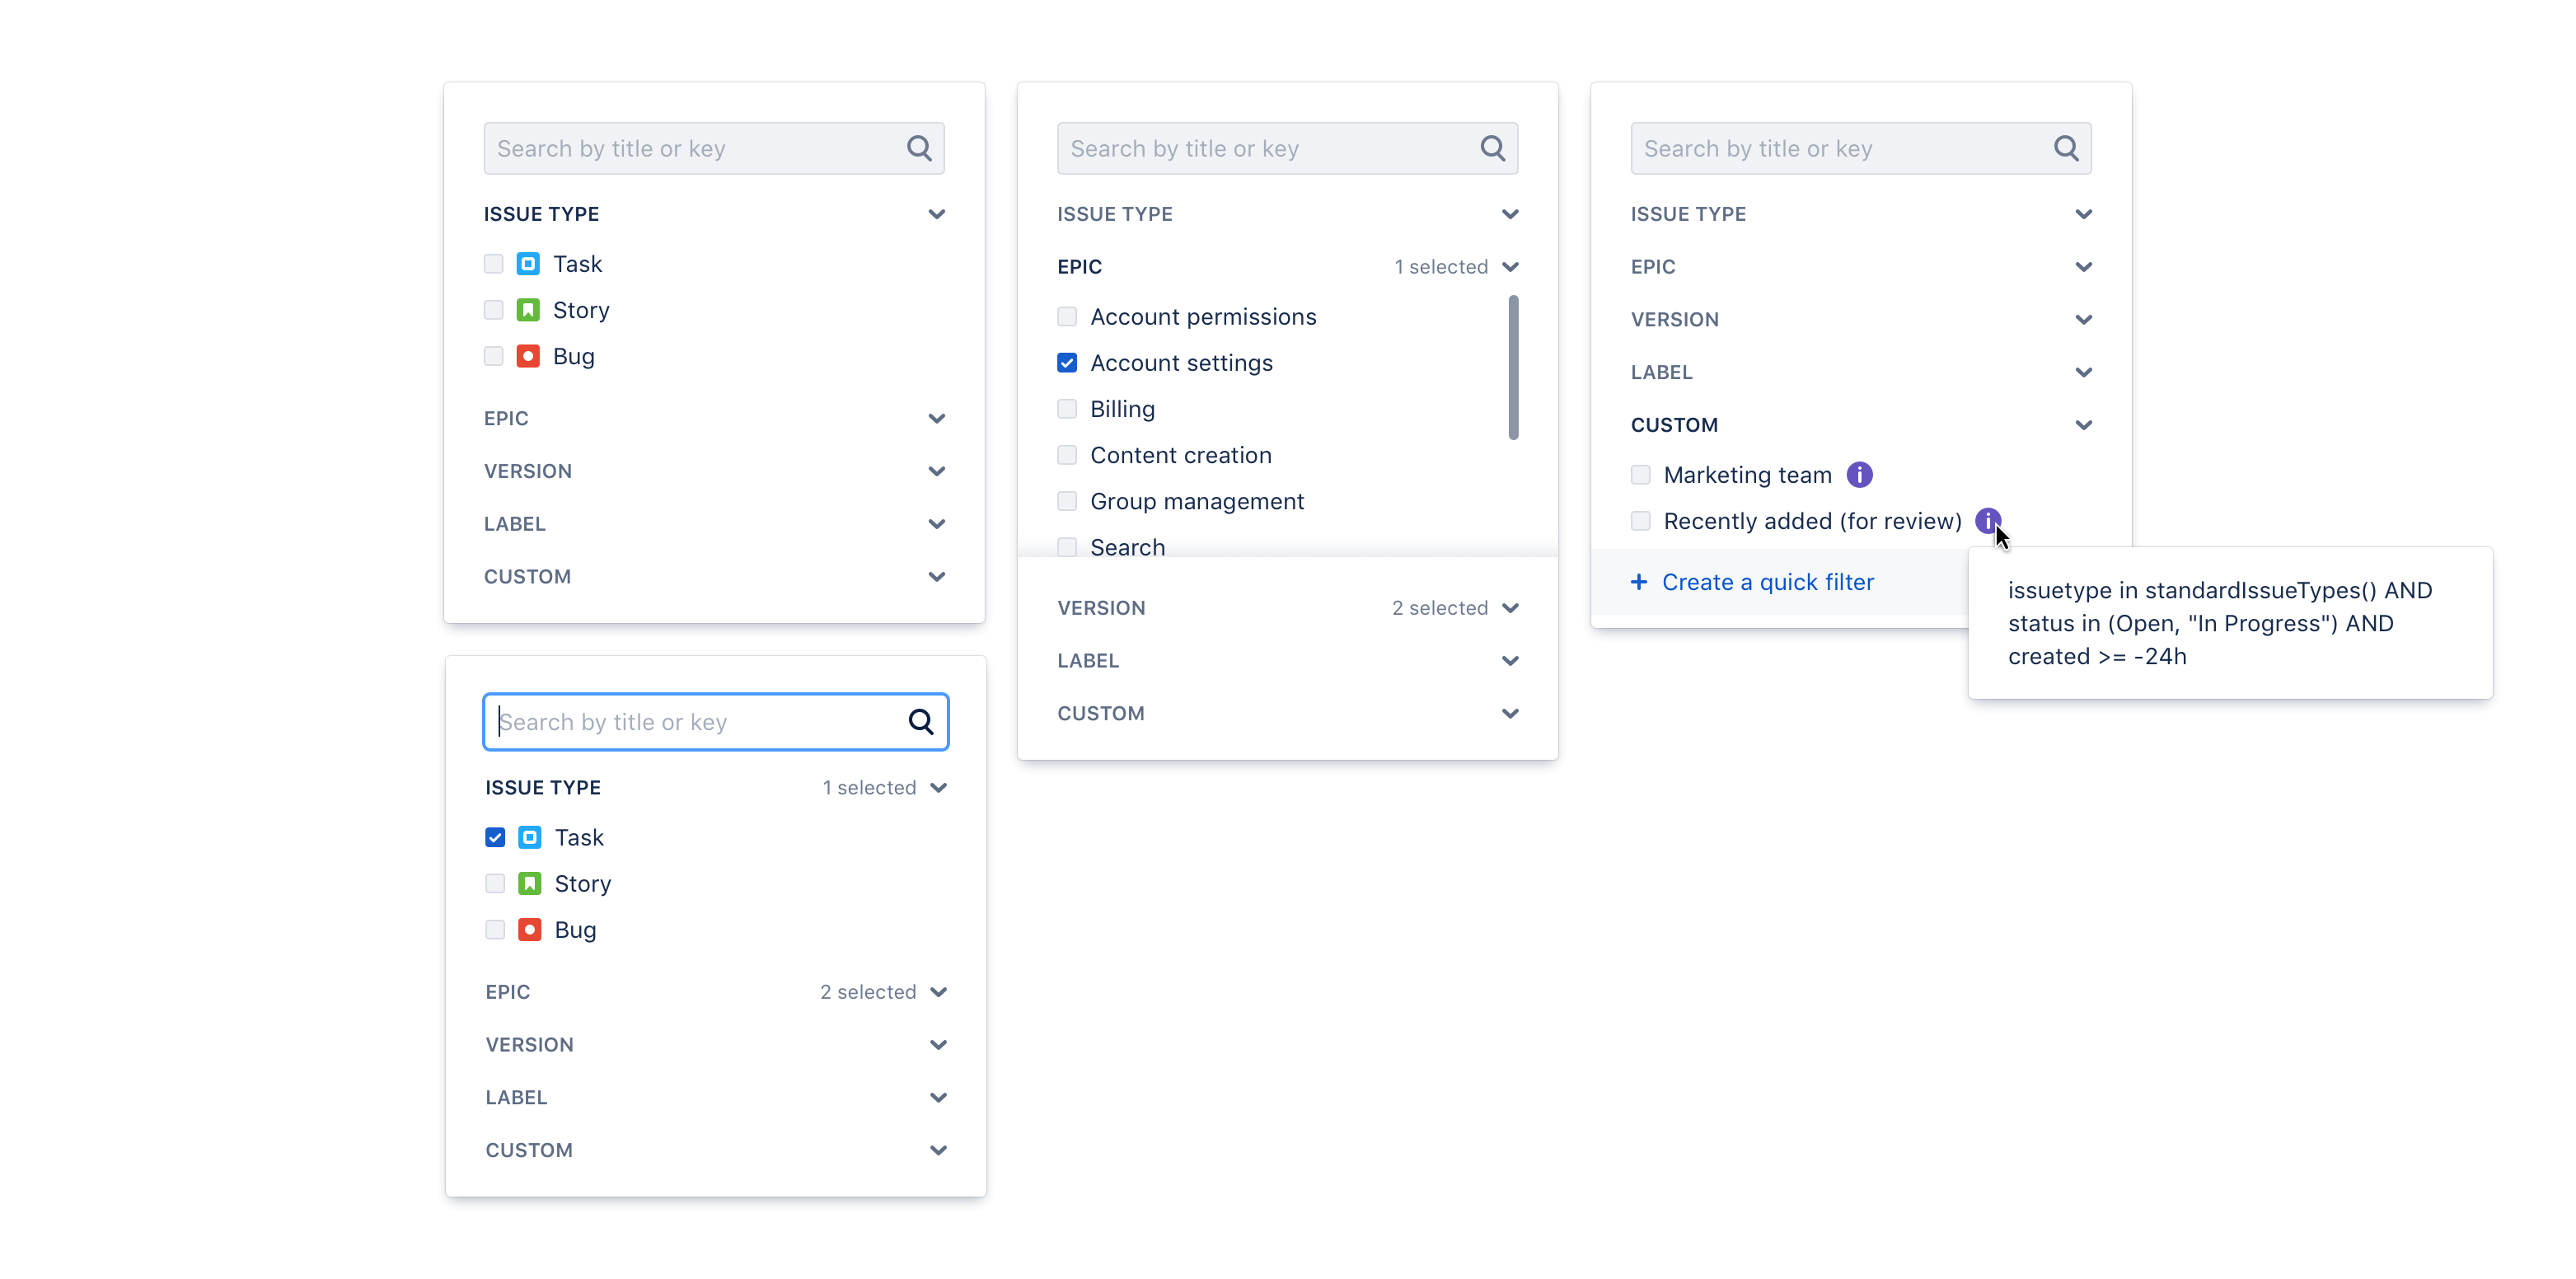 Search by title or key
ISSUE TYPE
Task
Story
Bug
EPIC
VERSION
LABEL
CUSTOM
Search by title or key
ISSUE TYPE 1 selected
Task
Story
Bug
EPIC 2 selected
VERSION
LABEL
CUSTOM
Search by title or key
ISSUE TYPE
EPIC 1 selected
Account permissions
Account settings
Billing
Content creation
Group management
Search
VERSION 2 selected
LABEL
CUSTOM
Search by title or key
ISSUE TYPE
EPIC
VERSION
LABEL
CUSTOM
Marketing team
Recently added (for review)
+ Create a quick filter
issuetype in standardIssueTypes() AND
status in (Open, "In Progress") AND
created >= -24h